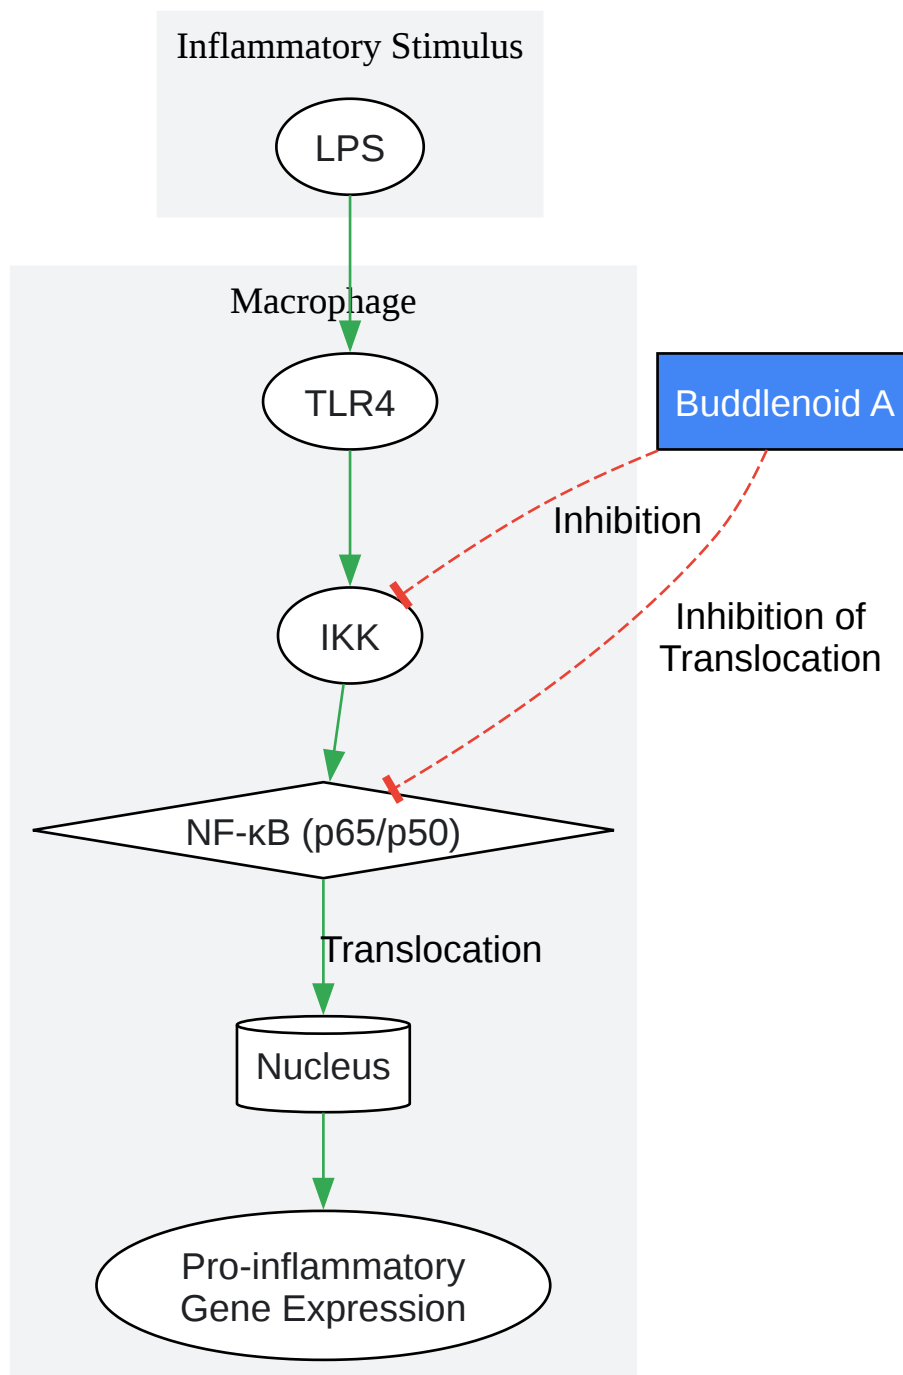 Inflammatory Stimulus
LPS
Macrophage
TLR4
Buddlenoid A
Inhibition
Inhibition of
Translocation
IKK
NF-κB (p65/p50)
Translocation
Nucleus
Pro-inflammatory
Gene Expression